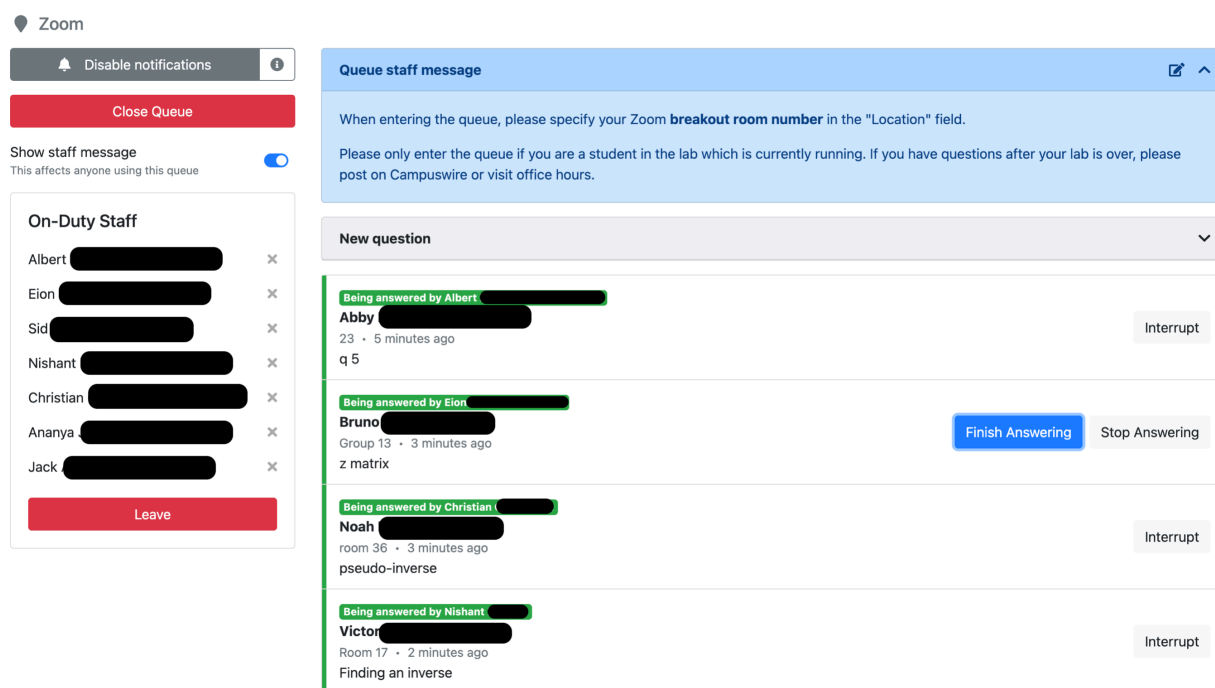 Zoom
Disable notifications
Close Queue
Show staff message
This affects anyone using this queue
On-Duty Staff
Albert
Eion
Sid
Nishant
Christian
Ananya
Jack
Leave
Queue staff message
When entering the queue, please specify your Zoom breakout room number in the "Location" field.
Please only enter the queue if you are a student in the lab which is currently running. If you have questions after your lab is over, please
post on Campuswire or visit office hours.
New question
Being answered by Albert
Abby
23 • 5 minutes ago
q 5
Interrupt
Being answered by Eion
Bruno
Group 13 • 3 minutes ago
z matrix
Finish Answering
Stop Answering
Being answered by Christian
Noah
room 36 • 3 minutes ago
pseudo-inverse
Interrupt
Being answered by Nishant
Victor
Room 17 • 2 minutes ago
Finding an inverse
Interrupt